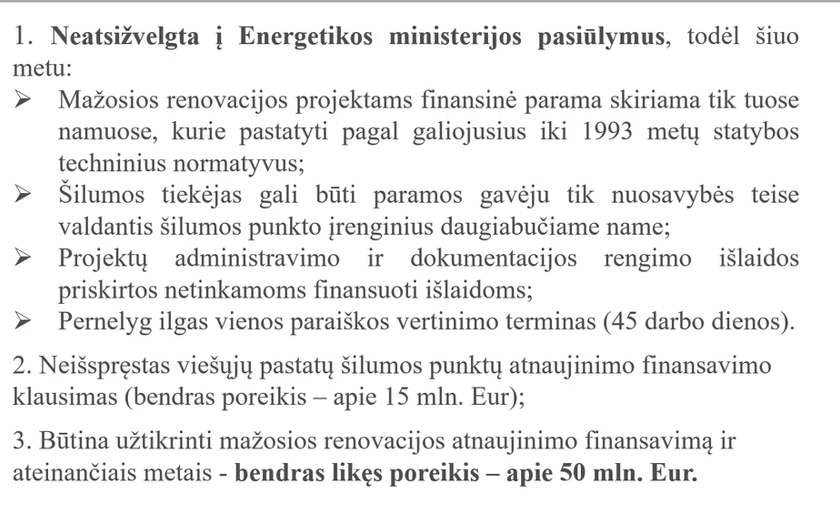 1. Neatsižvelgta į Energetikos ministerijos pasiūlymus, todėl šiuo
metu:
➢ Mažosios renovacijos projektams finansinė parama skiriama tik tuose
namuose, kurie pastatyti pagal galiojusius iki 1993 metų statybos
techninius normatyvus;
➢ Šilumos tiekėjas gali būti paramos gavėju tik nuosavybės teise
valdantis šilumos punkto įrenginius daugiabučiame name;
➢ Projektų administravimo ir dokumentacijos rengimo išlaidos
priskirtos netinkamoms finansuoti išlaidoms;
➢ Pernelyg ilgas vienos paraiškos vertinimo terminas (45 darbo dienos).
2. Neišspręstas viešųjų pastatų šilumos punktų atnaujinimo finansavimo
klausimas (bendras poreikis – apie 15 mln. Eur);
3. Būtina užtikrinti mažosios renovacijos atnaujinimo finansavimą ir
ateinančiais metais - bendras likęs poreikis – apie 50 mln. Eur.